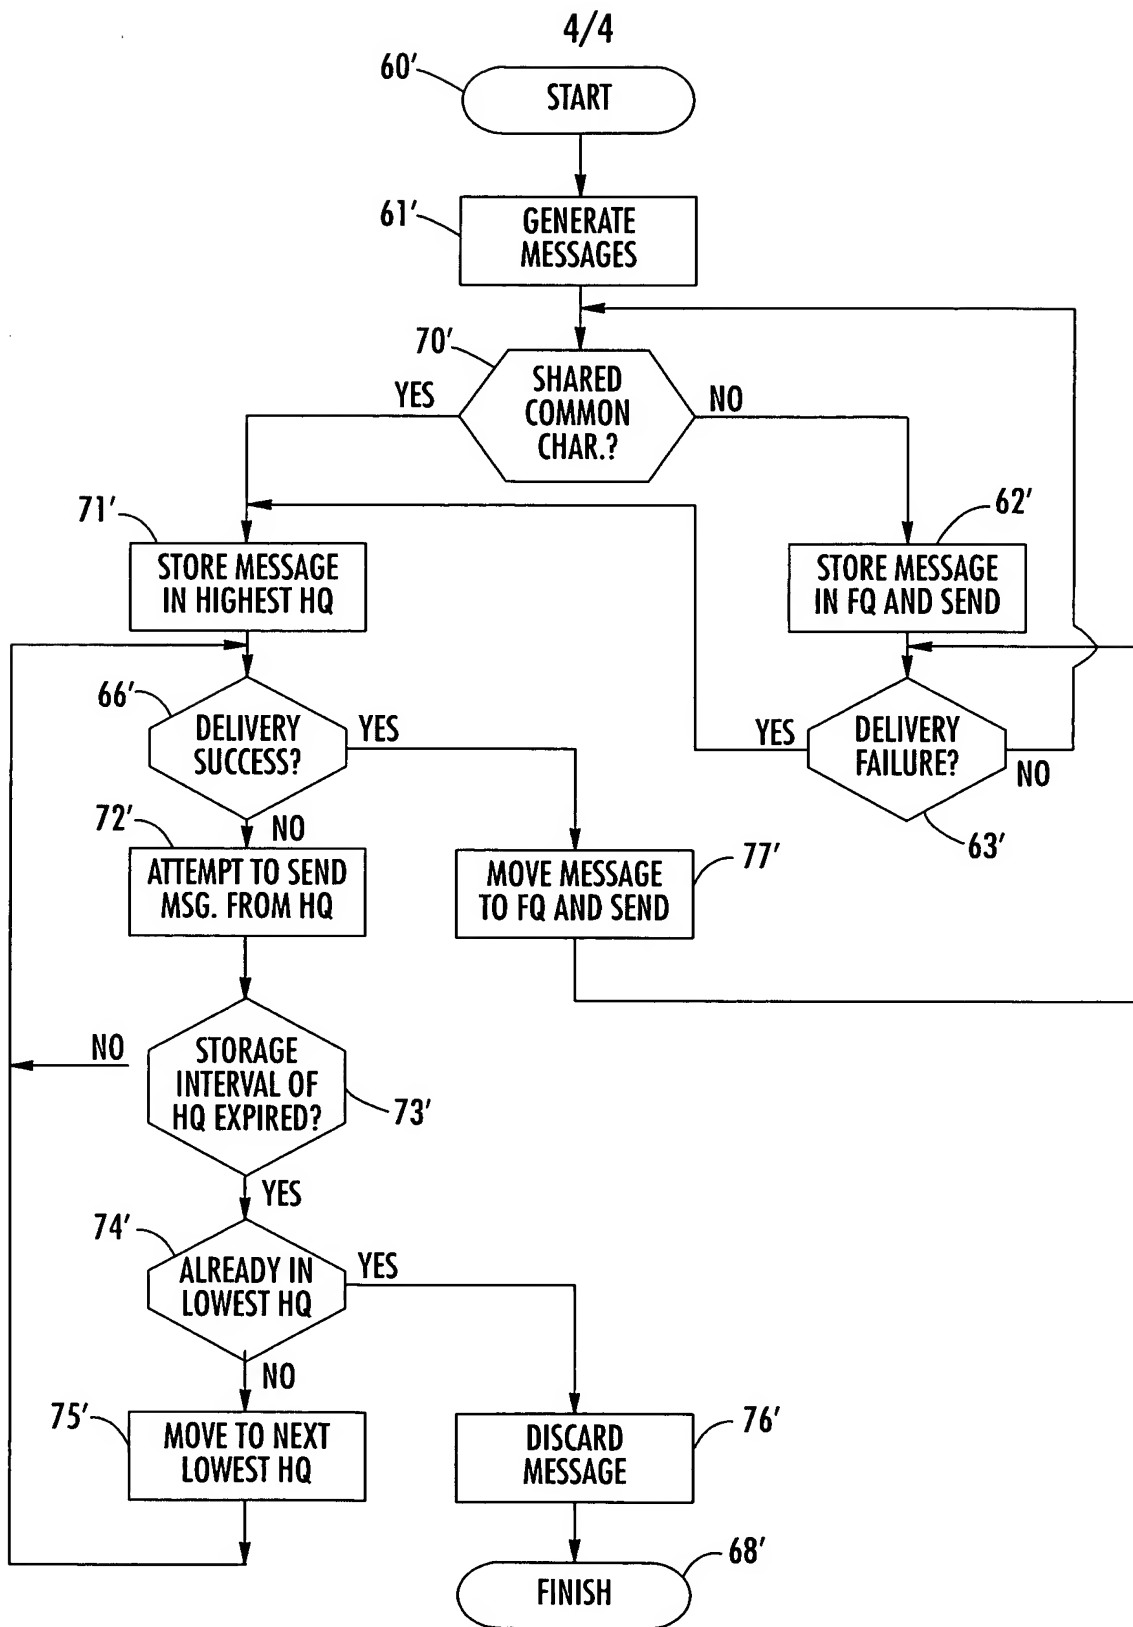 4/4
60'
START
61'
GENERATE
MESSAGES
70'
SHARED
COMMON
CHAR.?
YES
NO
71'
STORE MESSAGE
IN HIGHEST HQ
62'
STORE MESSAGE
IN FQ AND SEND
66'
DELIVERY
SUCCESS?
YES
NO
YES
DELIVERY
FAILURE?
NO
63'
72'
ATTEMPT TO SEND
MSG. FROM HQ
MOVE MESSAGE
TO FQ AND SEND
77'
NO
STORAGE
INTERVAL OF
HQ EXPIRED?
73'
YES
74'
ALREADY IN
LOWEST HQ
YES
NO
75'
MOVE TO NEXT
LOWEST HQ
DISCARD
MESSAGE
76'
FINISH
68'